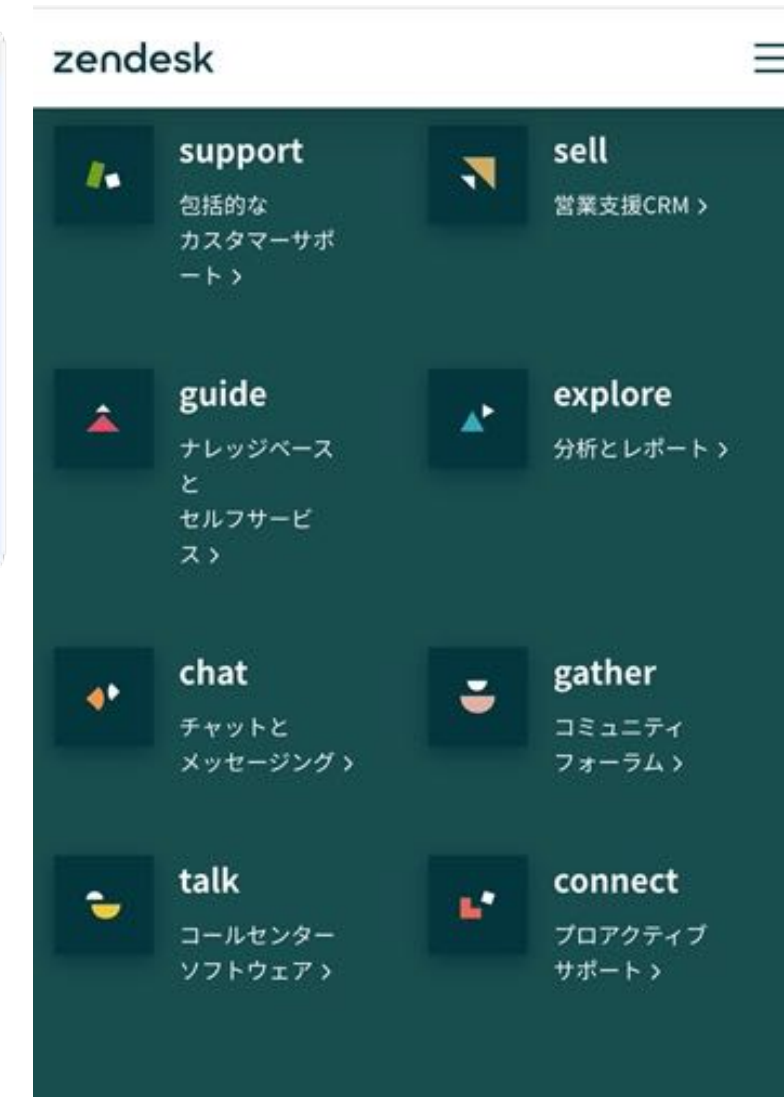 zendesk
support
包括的な
カスタマーサポ
ート >
sell
営業支援CRM >
guide
ナレッジベース
と
セルフサービ
ス >
explore
分析とレポート >
chat
チャットと
メッセージング >
gather
コミュニティ
フォーラム >
talk
コールセンター
ソフトウェア >
connect
プロアクティブ
サポート >